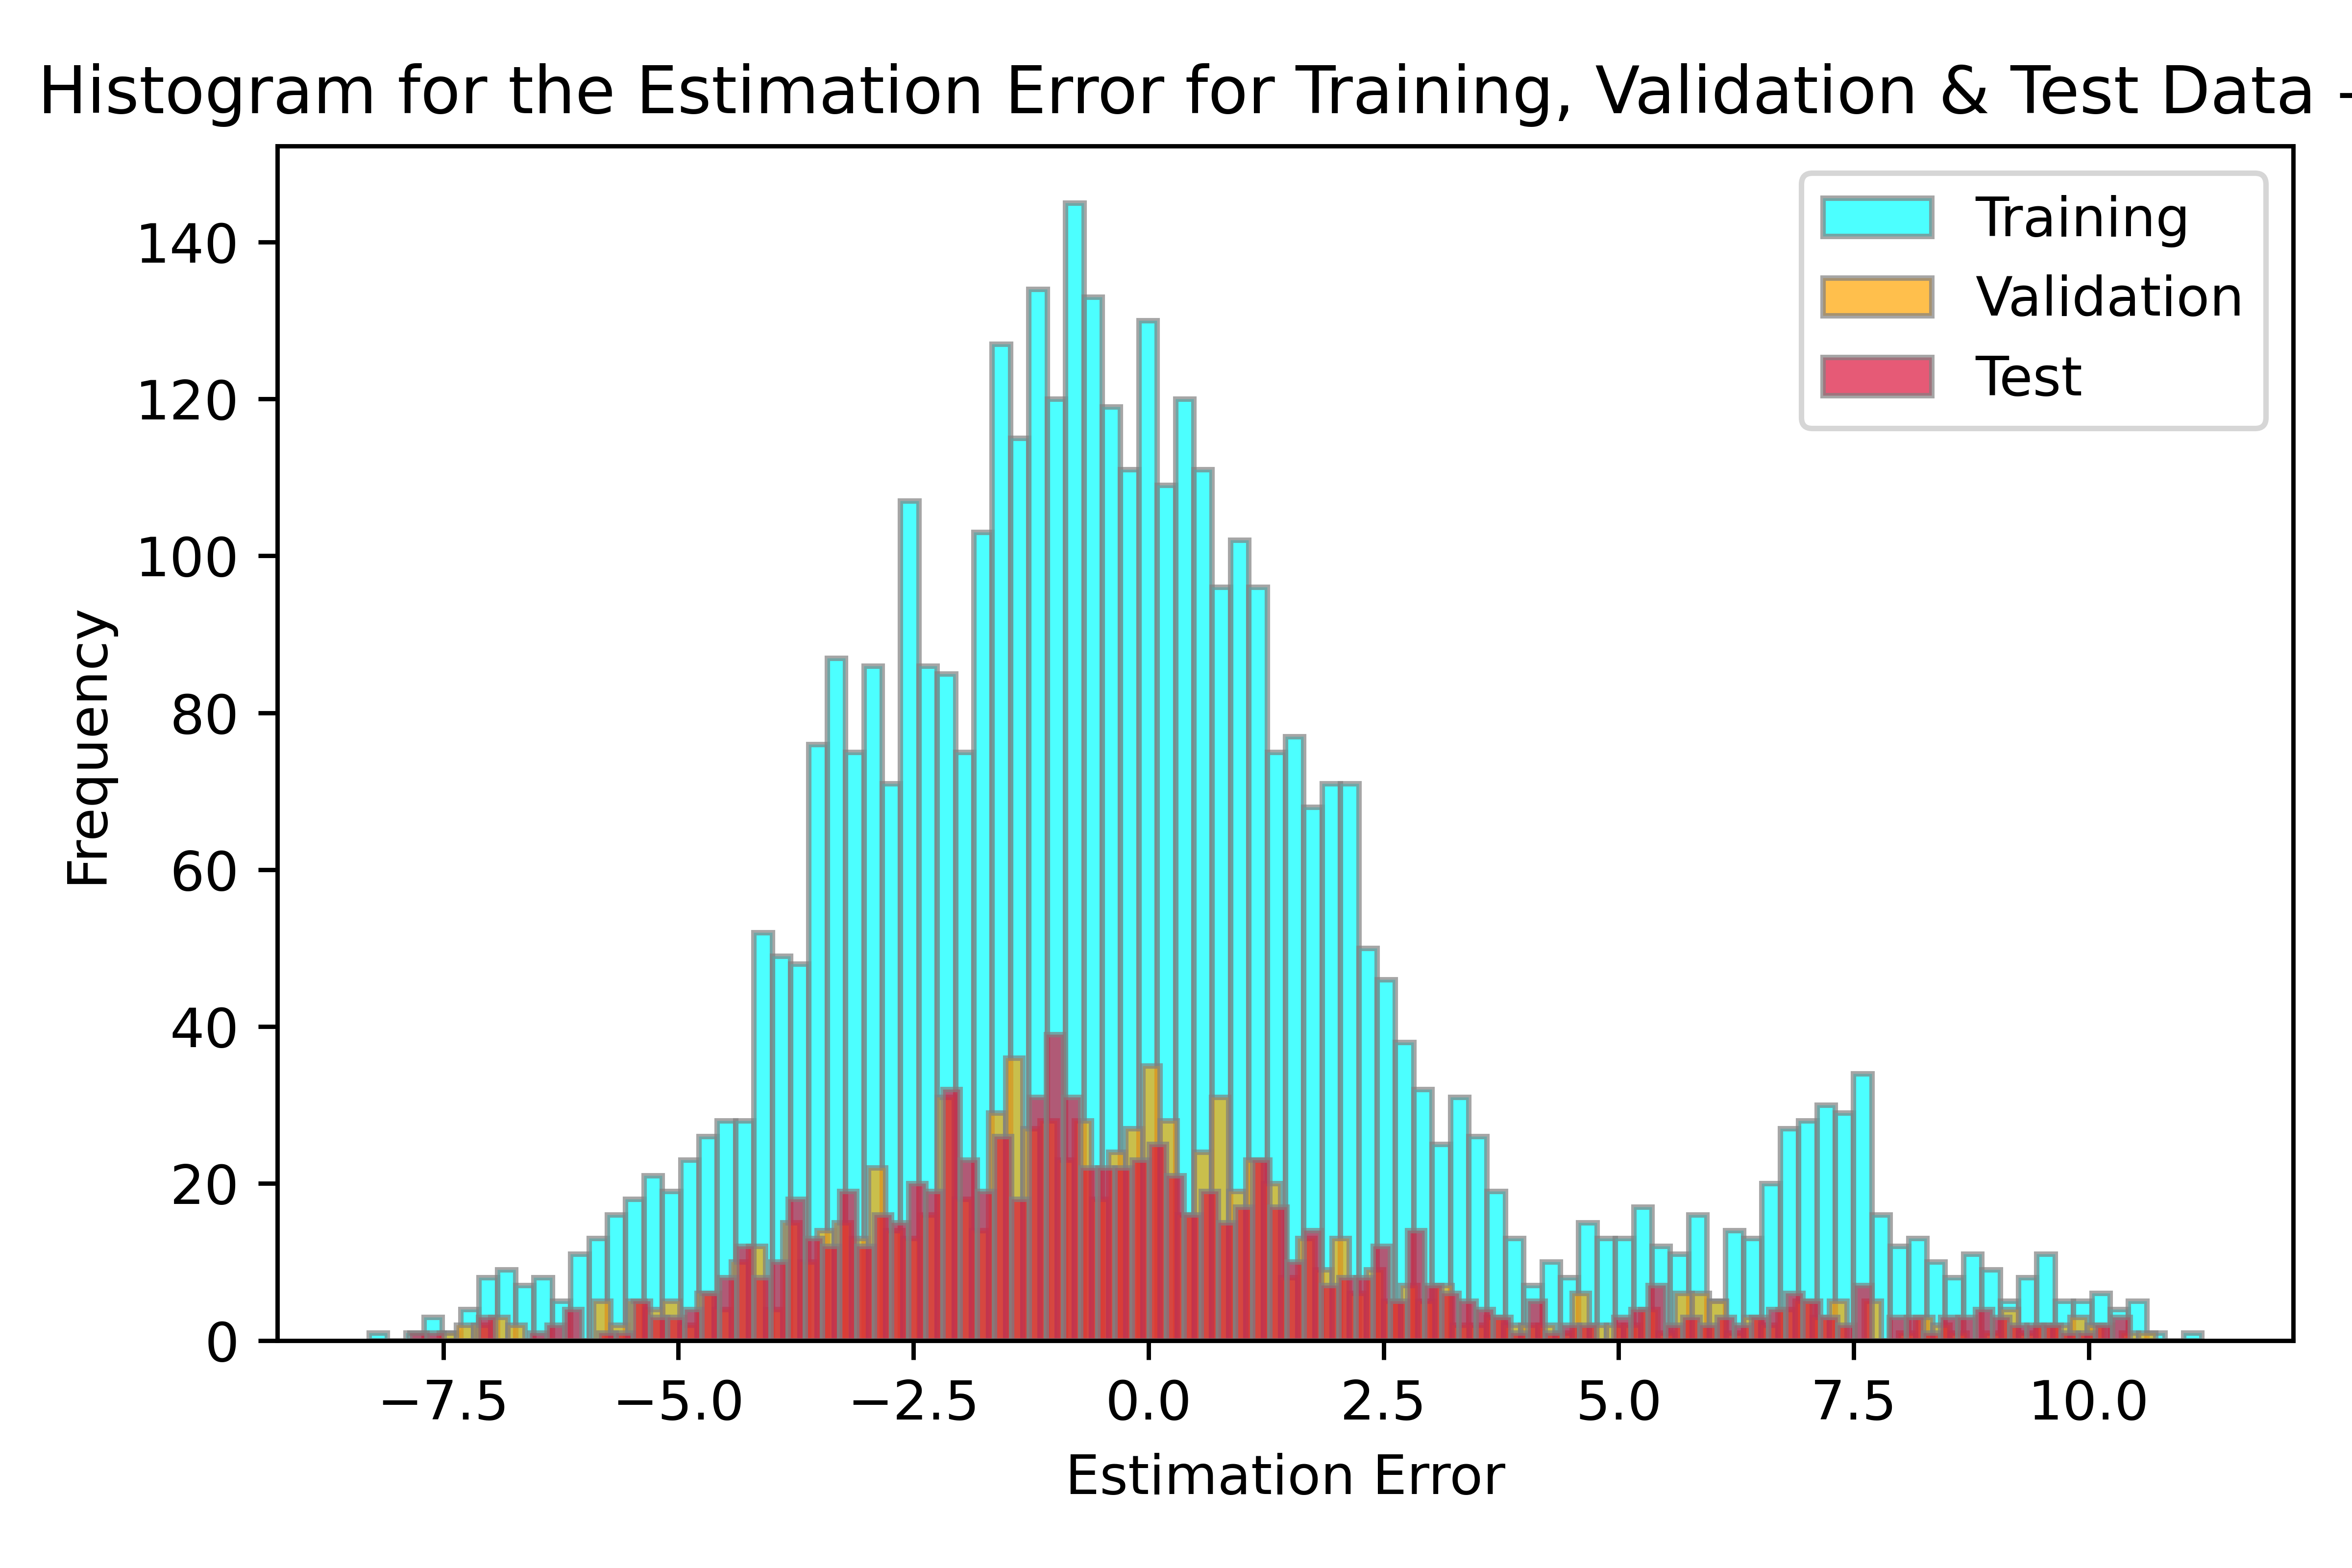 Histogram for the Estimation Error for Training, Validation & Test Data -
Training
Validation
Test
140
120
100
80
60
40
20
0
Frequency
−7.5 −5.0 −2.5 0.0 2.5 5.0 7.5 10.0
Estimation Error